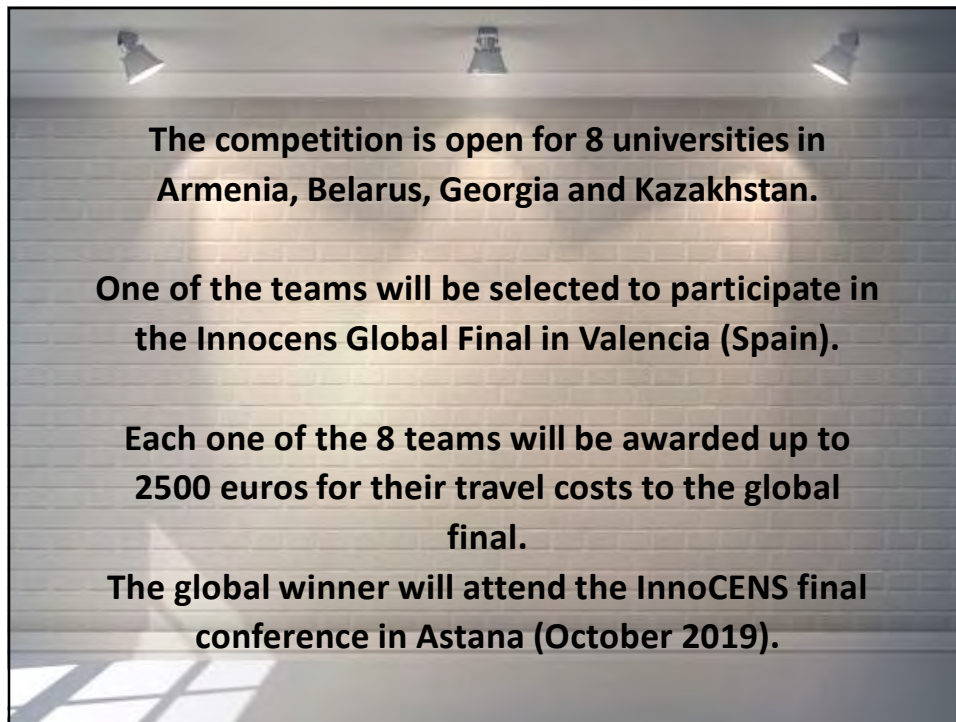 The competition is open for 8 universities in
Armenia, Belarus, Georgia and Kazakhstan.
One of the teams will be selected to participate in
the Innocens Global Final in Valencia (Spain).
Each one of the 8 teams will be awarded up to
2500 euros for their travel costs to the global
final.
The global winner will attend the InnoCENS final
conference in Astana (October 2019).